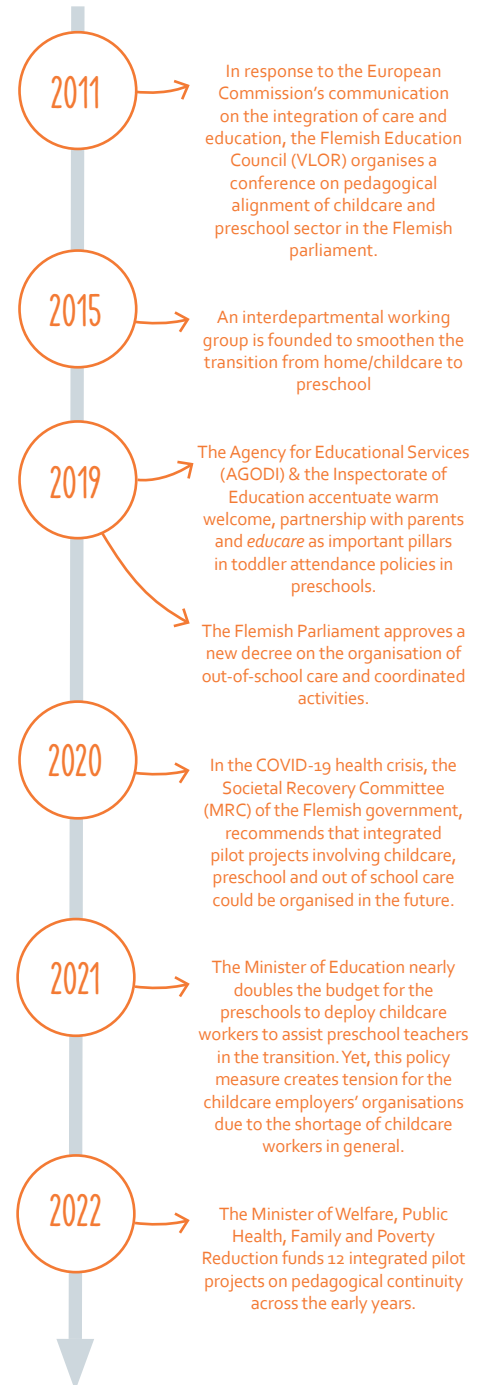 2011
In response to the European
Commission's communication
on the integration of care and
education, the Flemish Education
Council (VLOR) organises a
conference on pedagogical
alignment of childcare and
preschool sector in the Flemish
parliament.
2015
An interdepartmental working
group is founded to smoothen the
transition from home/childcare to
preschool
2019
The Agency for Educational Services
(AGODI) & the Inspectorate of
Education accentuate warm
welcome, partnership with parents
and educare as important pillars
in toddler attendance policies in
preschools.
The Flemish Parliament approves a
new decree on the organisation of
out-of-school care and coordinated
activities.
2020
In the COVID-19 health crisis, the
Societal Recovery Committee
(MRC) of the Flemish government,
recommends that integrated
pilot projects involving childcare,
preschool and out of school care
could be organised in the future.
2021
The Minister of Education nearly
doubles the budget for the
preschools to deploy childcare
workers to assist preschool teachers
in the transition. Yet, this policy
measure creates tension for the
childcare employers' organisations
due to the shortage of childcare
workers in general.
2022
The Minister of Welfare, Public
Health, Family and Poverty
Reduction funds 12 integrated pilot
projects on pedagogical continuity
across the early years.